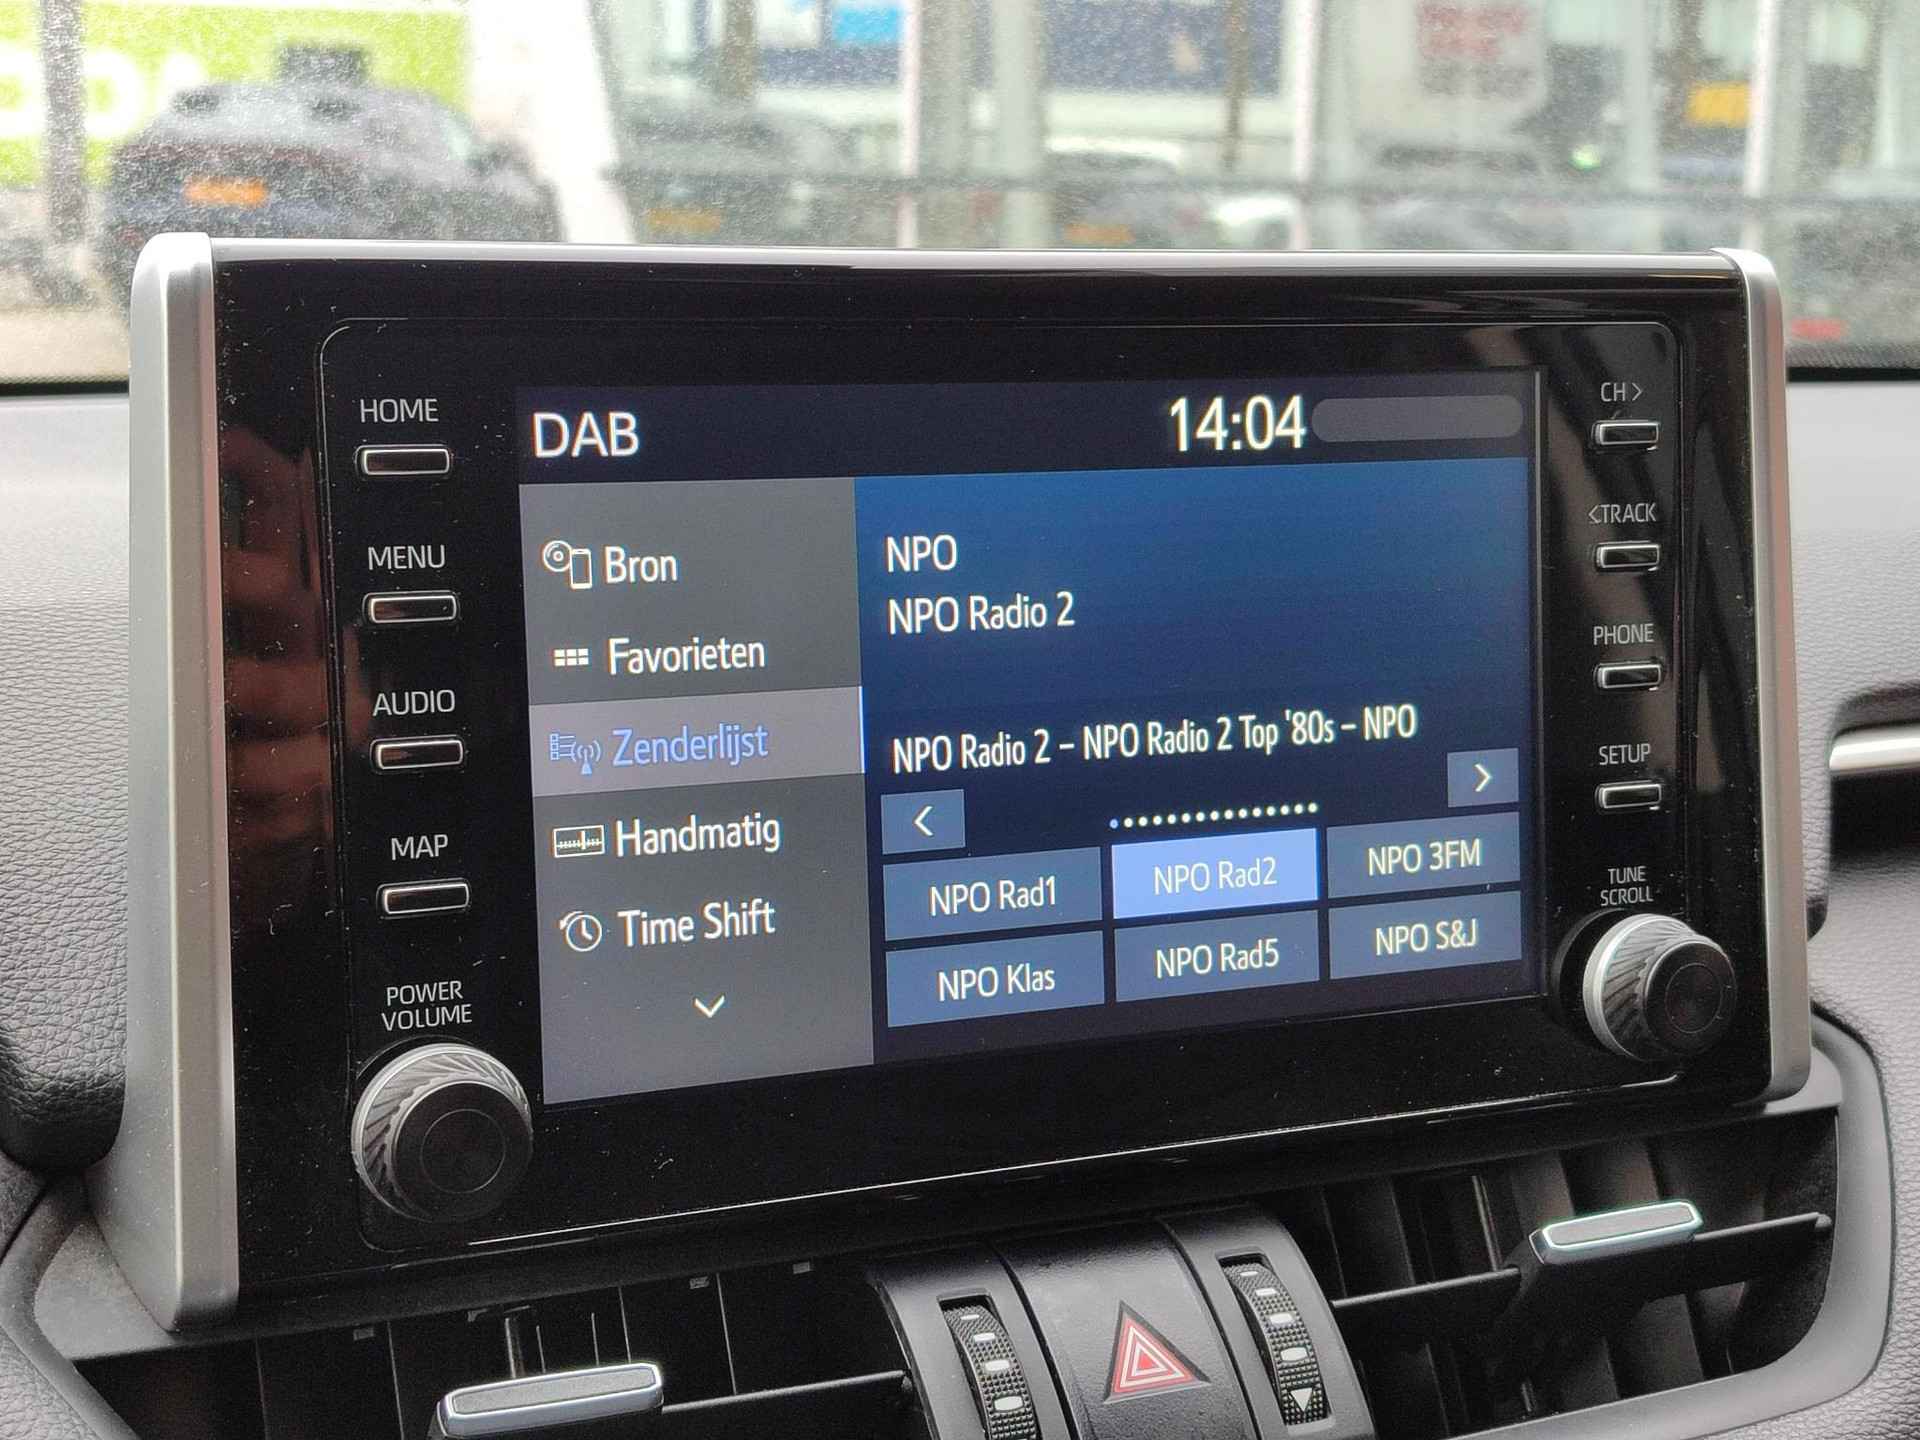 HOME
MENU
AUDIO
MAP
POWER
VOLUME
DAB
14:04
Bron
Favorieten
Zenderlijst
Handmatig
Time Shift
NPO
NPO Radio 2
NPO Radio 2 – NPO Radio 2 Top '80s – NPO
<
>
NPO Rad1
NPO Rad2
NPO 3FM
NPO Klas
NPO Rad5
NPO S&J
CH >
<TRACK
PHONE
SETUP
TUNE
SCROLL